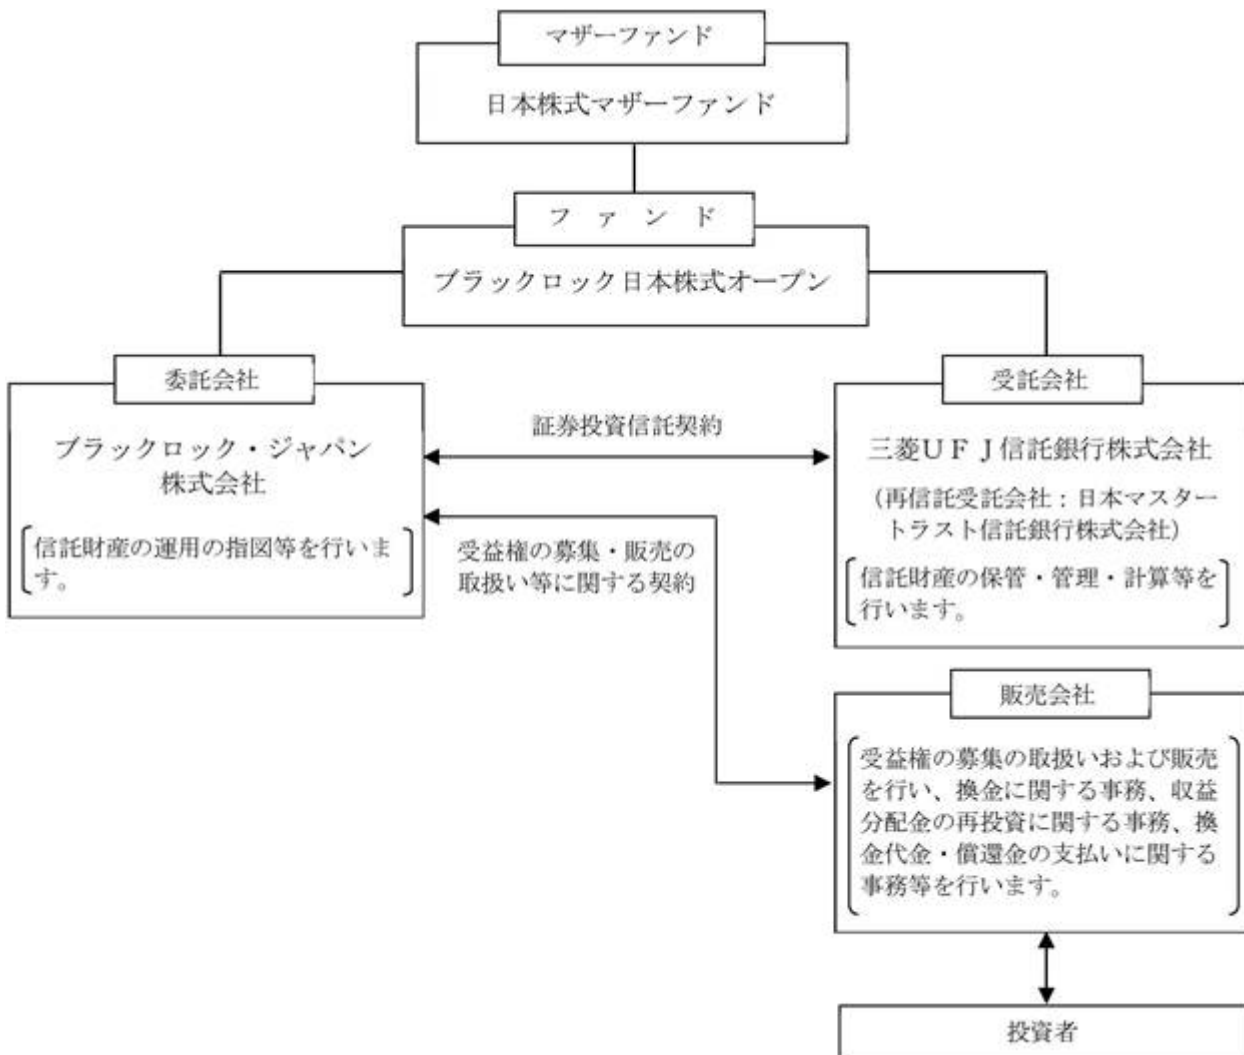 マザーファンド
日本株式マザーファンド
ファンド
ブラックロック日本株式オープン
委託会社
ブラックロック・ジャパン
株式会社
信託財産の運用の指図等を行いま
す。
証券投資信託契約
受益権の募集・販売の
取扱い等に関する契約
受託会社
三菱UFJ信託銀行株式会社
(再信託受託会社:日本マスター
トラスト信託銀行株式会社)
信託財産の保管・管理・計算等を
行います。
販売会社
受益権の募集の取扱いおよび販売
を行い、換金に関する事務、収益
分配金の再投資に関する事務、換
金代金・償還金の支払いに関する
事務等を行います。
投資者